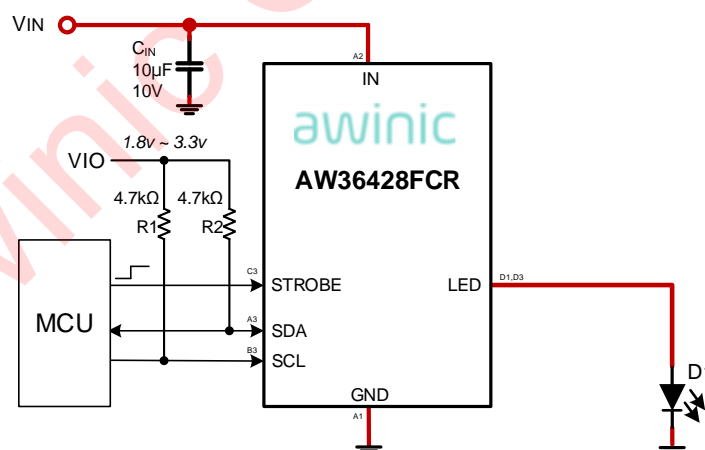 VIN
CIN
10µF
10V
A2
IN
awinic
AW36428FCR
1.8v ~ 3.3v
VIO
4.7kΩ
4.7kΩ
R1
R2
MCU
C3
STROBE
LED
D1,D3
A3
SDA
B3
SCL
GND
A1